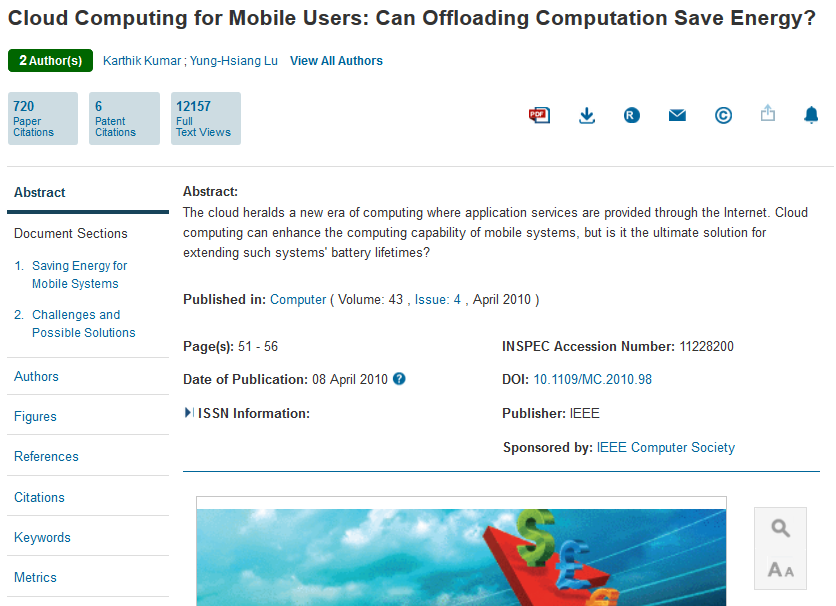 Cloud Computing for Mobile Users: Can Offloading Computation Save Energy?
2 Author(s) Karthik Kumar ; Yung-Hsiang Lu View All Authors
720
Paper
Citations
6
Patent
Citations
12157
Full
Text Views
PDF
R
C
Abstract
Document Sections
1. Saving Energy for
Mobile Systems
2. Challenges and
Possible Solutions
Authors
Figures
References
Citations
Keywords
Metrics
Abstract:
The cloud heralds a new era of computing where application services are provided through the Internet. Cloud
computing can enhance the computing capability of mobile systems, but is it the ultimate solution for
extending such systems' battery lifetimes?
Published in: Computer ( Volume: 43 , Issue: 4 , April 2010 )
Page(s): 51 - 56
INSPEC Accession Number: 11228200
Date of Publication: 08 April 2010 ?
DOI: 10.1109/MC.2010.98
ISSN Information:
Publisher: IEEE
Sponsored by: IEEE Computer Society
$
£
A A